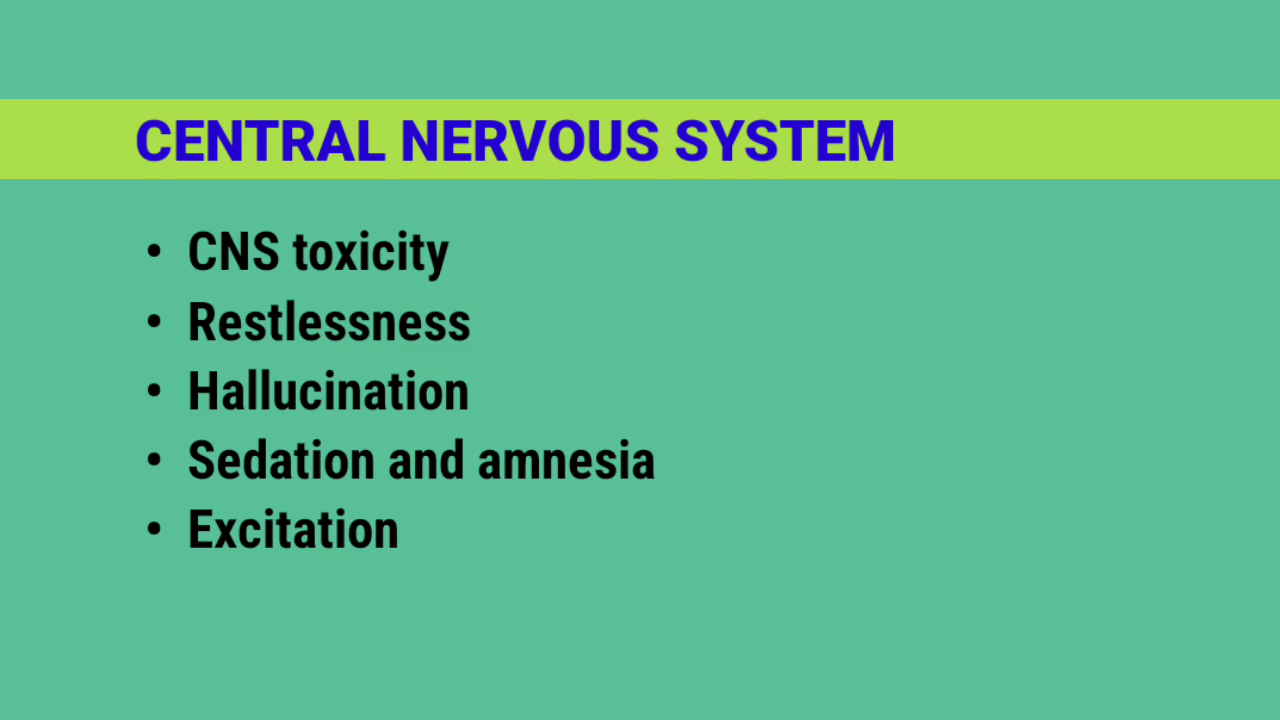 CENTRAL NERVOUS SYSTEM
• CNS toxicity
• Restlessness
• Hallucination
• Sedation and amnesia
• Excitation